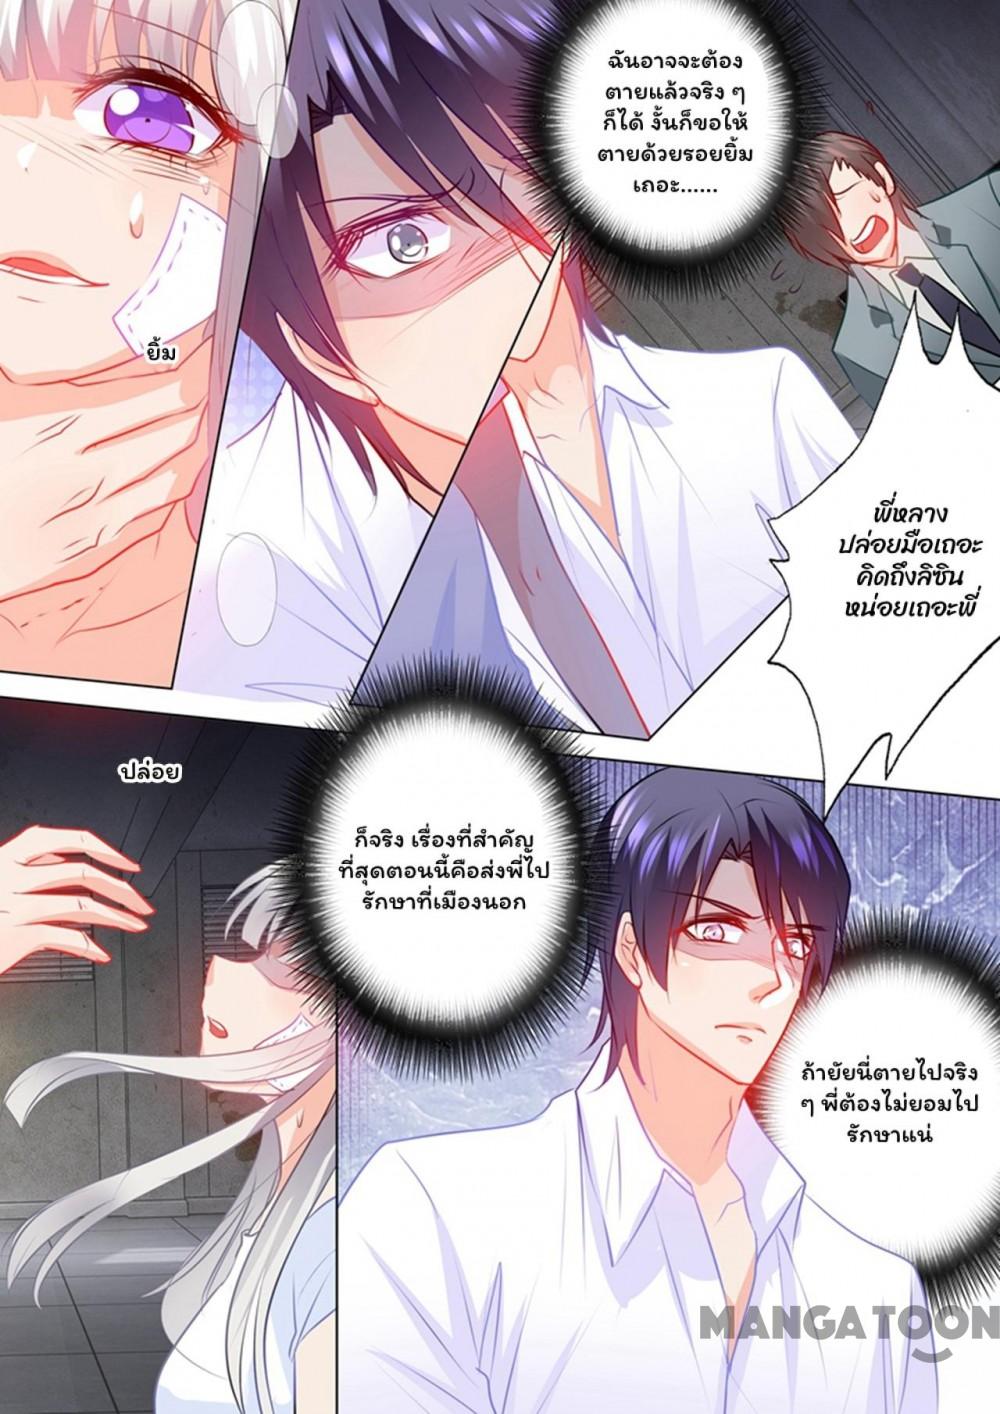 ฉันอาจจะต้อง
ตายแล้วจริง ๆ
ก็ได้ งั้นก็ขอให้
ตายด้วยรอยยิ้ม
เถอะ......
ยิ้ม
พี่หลาง
ปล่อยมือเถอะ
คิดถึงลิซิน
หน่อยเถอะพี่
ปล่อย
ก็จริง เรื่องที่สำคัญ
ที่สุดตอนนี้คือส่งพี่ไป
รักษาที่เมืองนอก
ถ้ายัยนี่ตายไปจริง
ๆ พี่ต้องไม่ยอมไป
รักษาแน่
MANGATOON